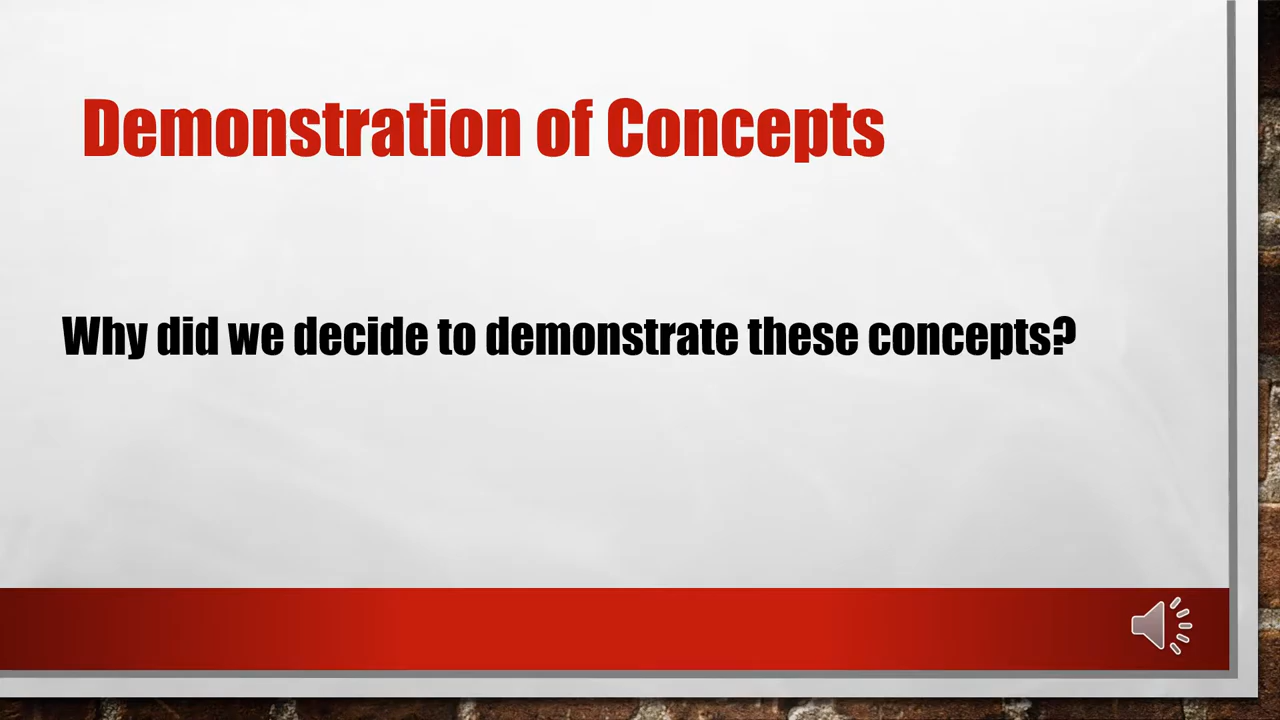 Demonstration of Concepts
Why did we decide to demonstrate these concepts?